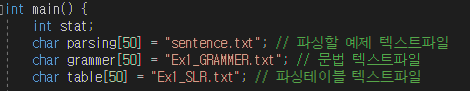 int main() {
int stat;
char parsing[50] = "sentence.txt"; // 파싱할 예제 텍스트파일
char grammer[50] = "Ex1_GRAMMER.txt"; // 문법 텍스트파일
char table[50] = "Ex1_SLR.txt"; // 파싱테이블 텍스트파일